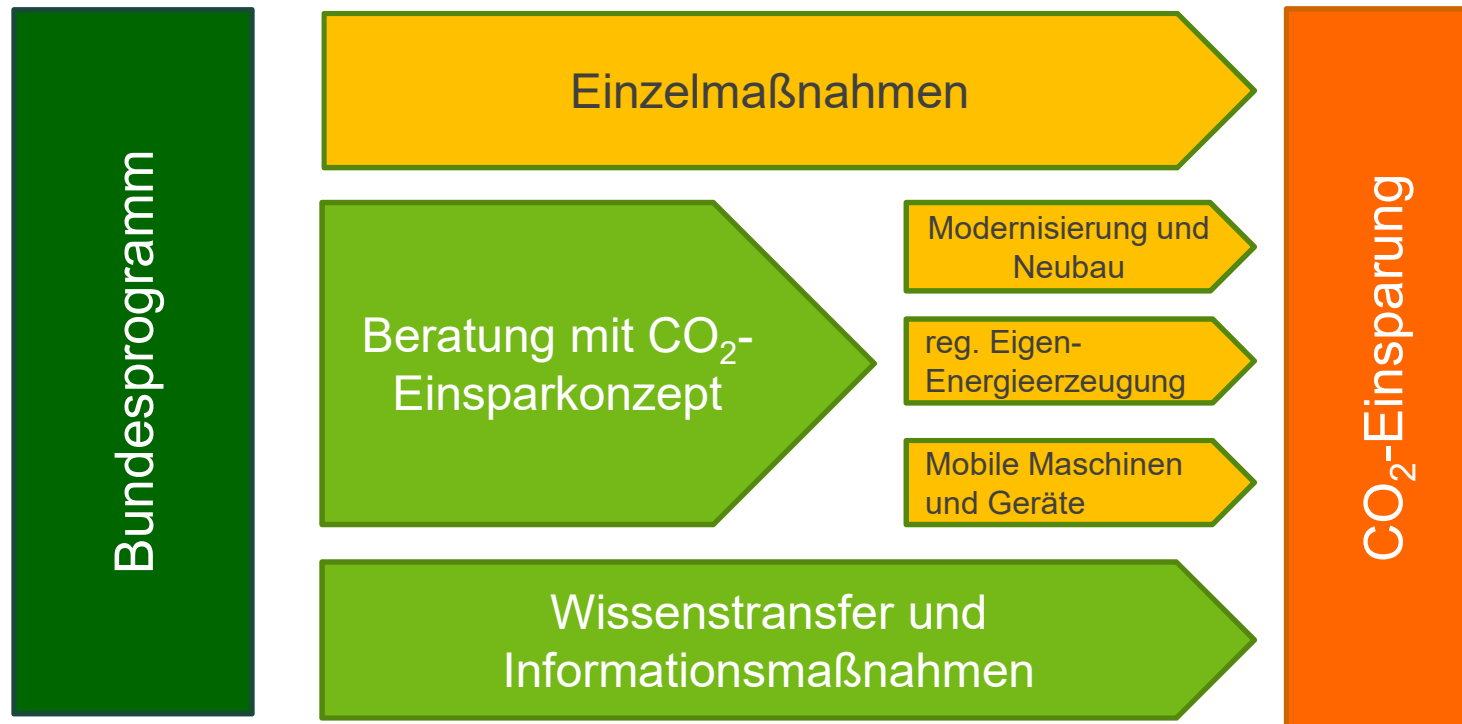 Bundesprogramm
Einzelmaßnahmen
Beratung mit CO₂-
Einsparkonzept
Modernisierung und
Neubau
reg. Eigen-
Energieerzeugung
Mobile Maschinen
und Geräte
Wissenstransfer und
Informationsmaßnahmen
CO₂-Einsparung